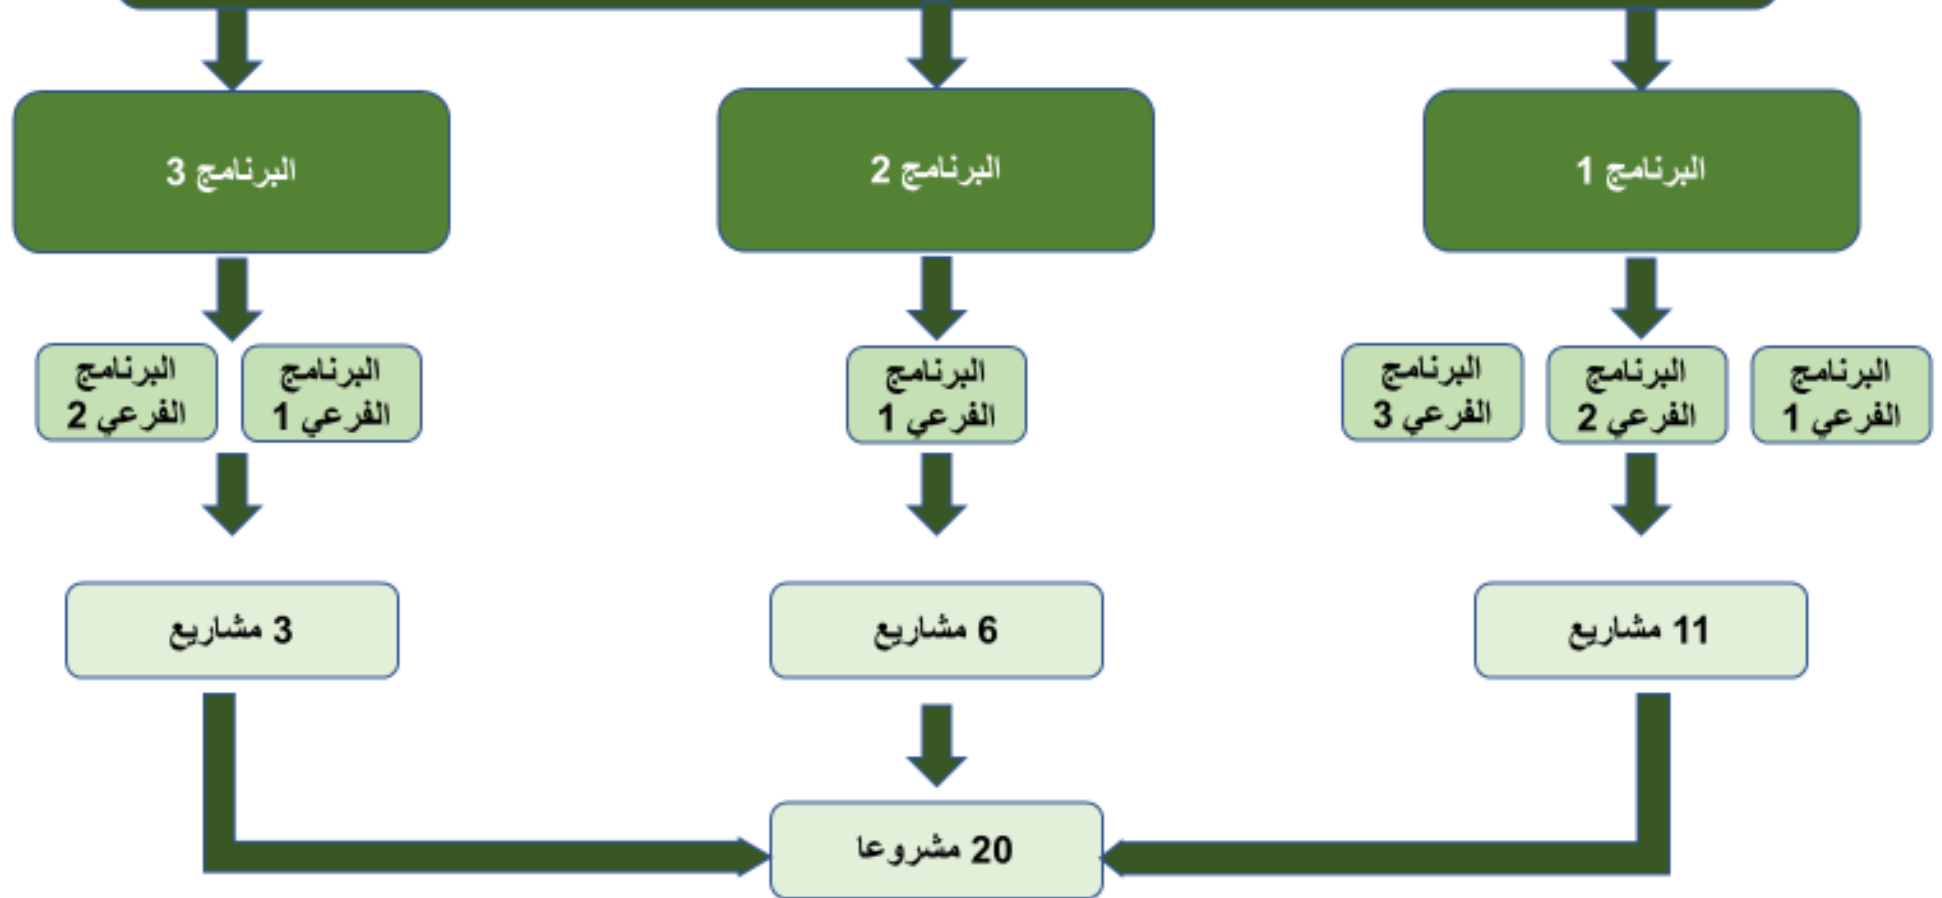 البرنامج 1
البرنامج 2
البرنامج 3
البرنامج
الفرعي 1
البرنامج
الفرعي 2
البرنامج
الفرعي 3
البرنامج
الفرعي 1
البرنامج
الفرعي 1
البرنامج
الفرعي 2
11 مشاريع
6 مشاريع
3 مشاريع
20 مشروعا